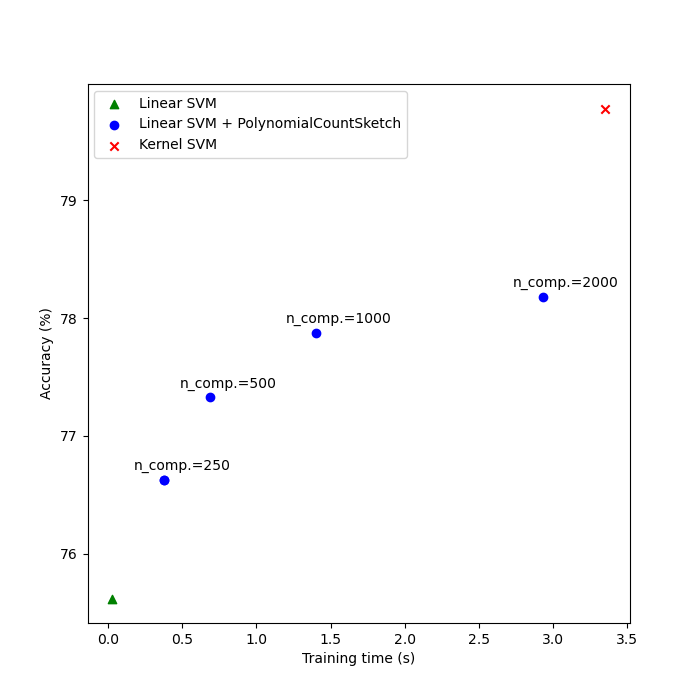 Linear SVM
Linear SVM + PolynomialCountSketch
Kernel SVM
79
n_comp.=2000
78
n_comp.=1000
n_comp.=500
77
n_comp.=250
76
Accuracy (%)
0.0 0.5 1.0 1.5 2.0 2.5 3.0 3.5
Training time (s)